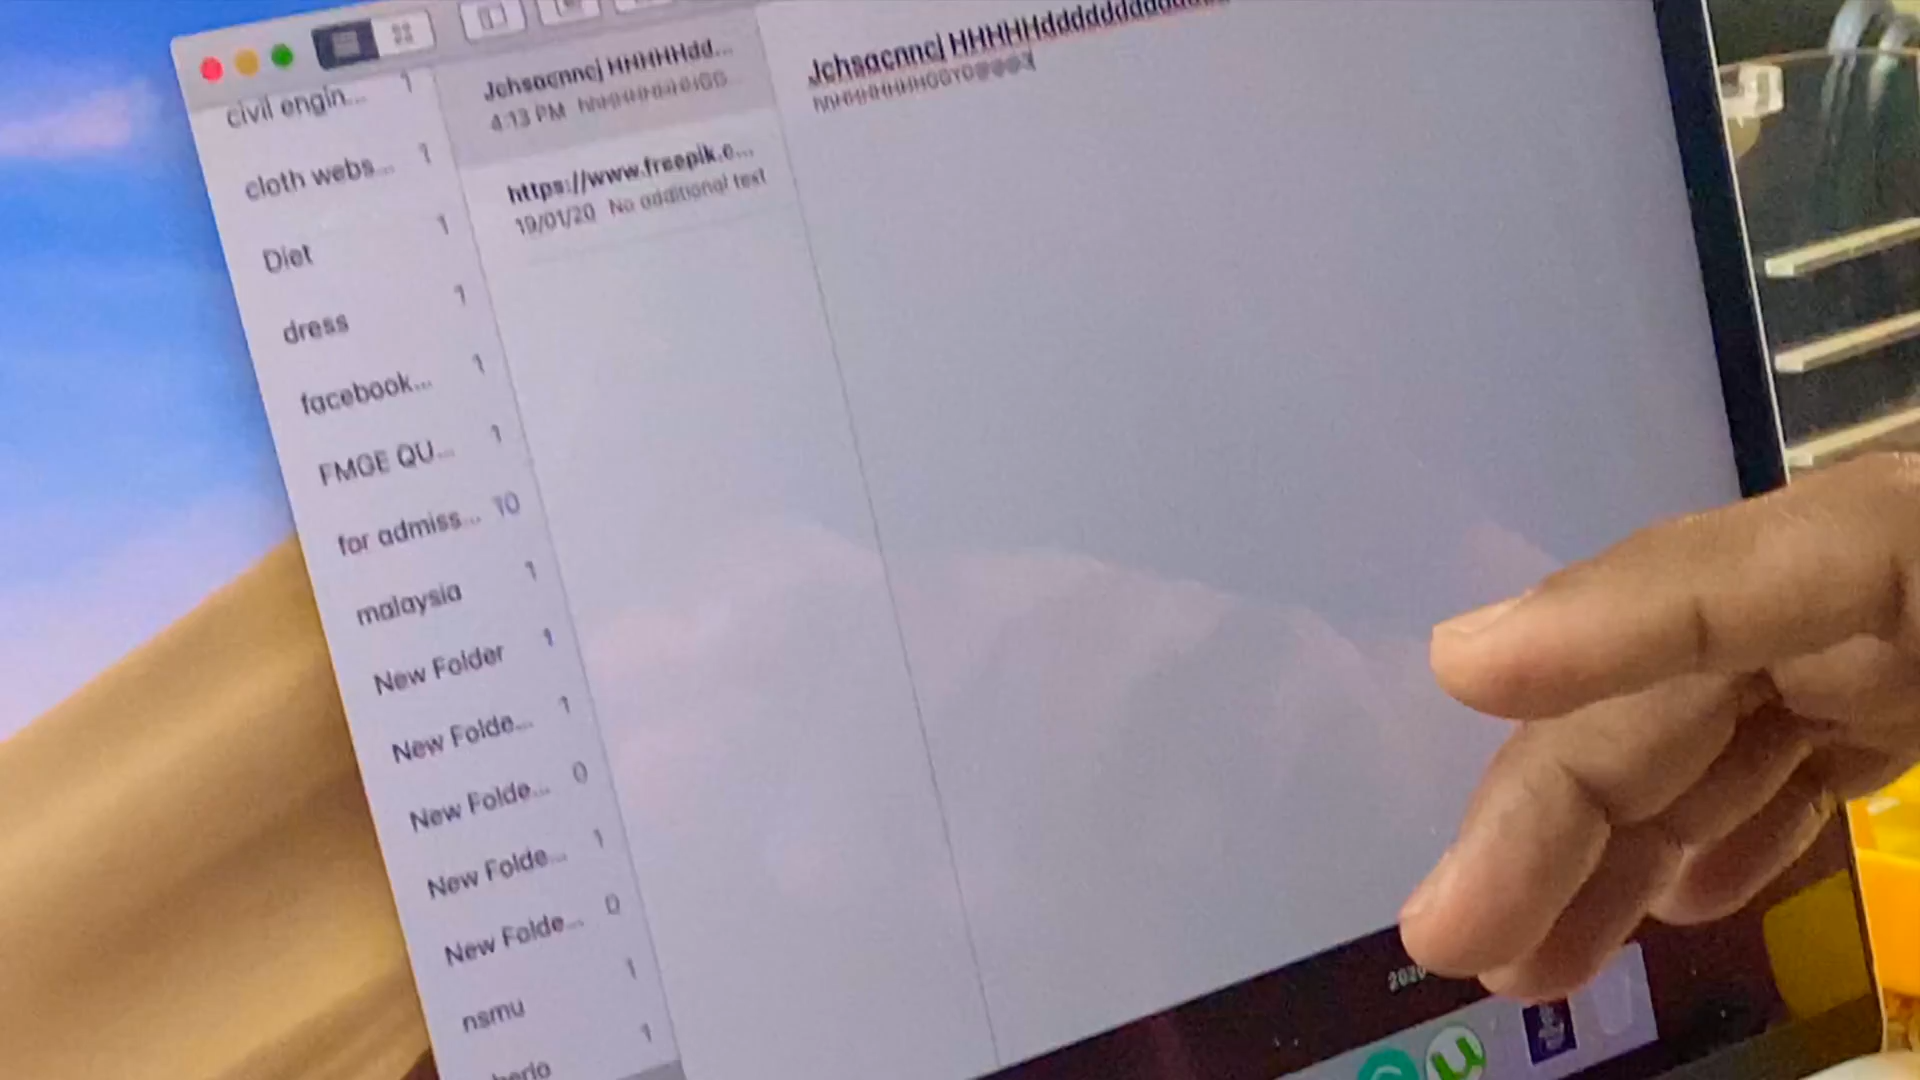 civil engin... 1
cloth webs... 1
Diet 1
dress 1
facebook... 1
FMGE QU... 1
for admiss... 10
malaysia 1
New Folder 1
New Folde... 1
New Folde... 0
New Folde... 1
New Folde... 0
nsmu 1
1
Jchsacnncj HHHHHdd...
4:13 PM
https://www.freepik.c...
19/01/20 No additional text
Jchsacnncj
2020